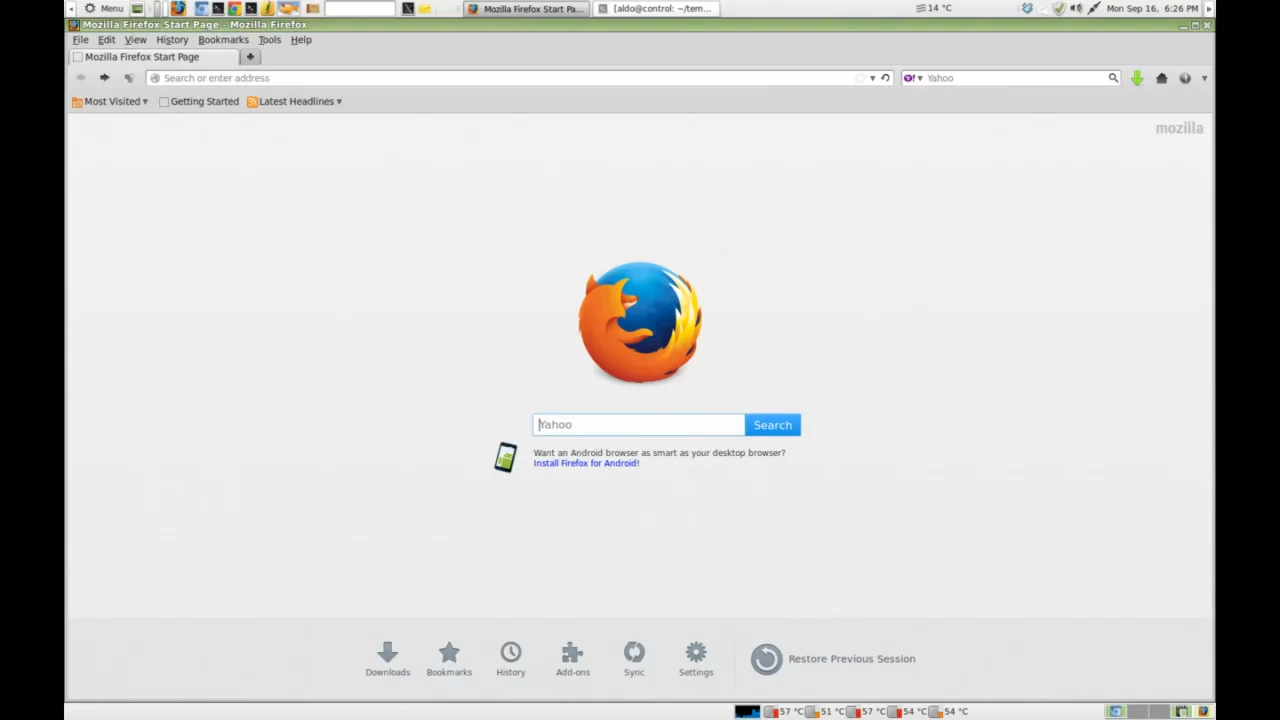 Menu
Mozilla Firefox Start Pa...
[aldo@control: ~/tem...
14 °C
Mon Sep 16, 6:26 PM
Mozilla Firefox Start Page - Mozilla Firefox
File Edit View History Bookmarks Tools Help
Mozilla Firefox Start Page
Search or enter address
Y! Yahoo
Most Visited Getting Started Latest Headlines
mozilla
Yahoo Search
Want an Android browser as smart as your desktop browser?
Install Firefox for Android!
Downloads Bookmarks History Add-ons Sync Settings Restore Previous Session
57 °C 51 °C 57 °C 54 °C 54 °C